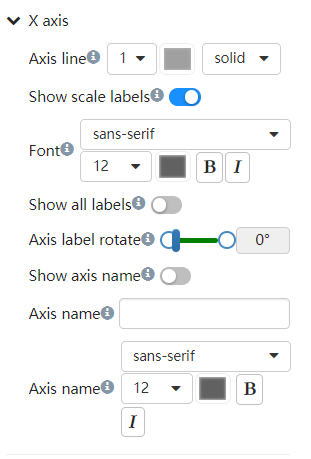 X axis
Axis line 1 solid
Show scale labels
sans-serif
Font
12 B I
Show all labels
Axis label rotate 0°
Show axis name
Axis name
sans-serif
Axis name 12 B
I